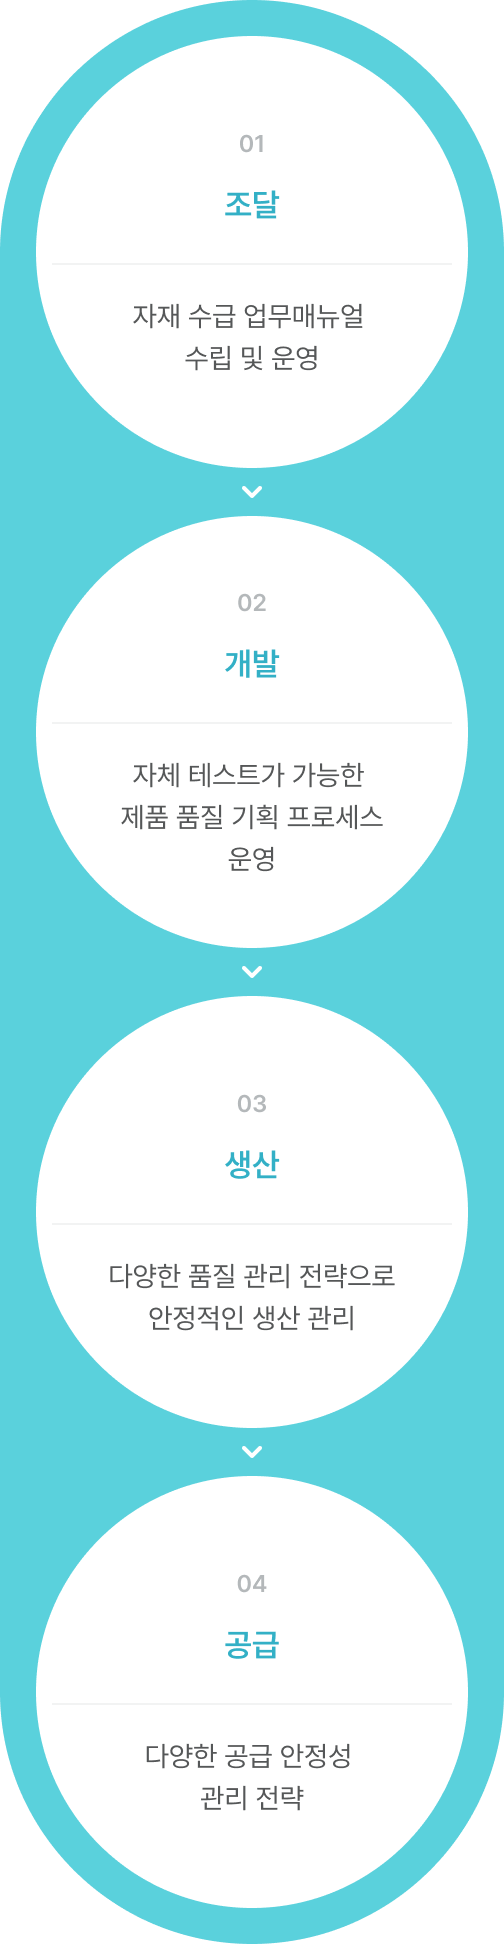 01
조달
자재 수급 업무매뉴얼
수립 및 운영
02
개발
자체 테스트가 가능한
제품 품질 기획 프로세스
운영
03
생산
다양한 품질 관리 전략으로
안정적인 생산 관리
04
공급
다양한 공급 안정성
관리 전략